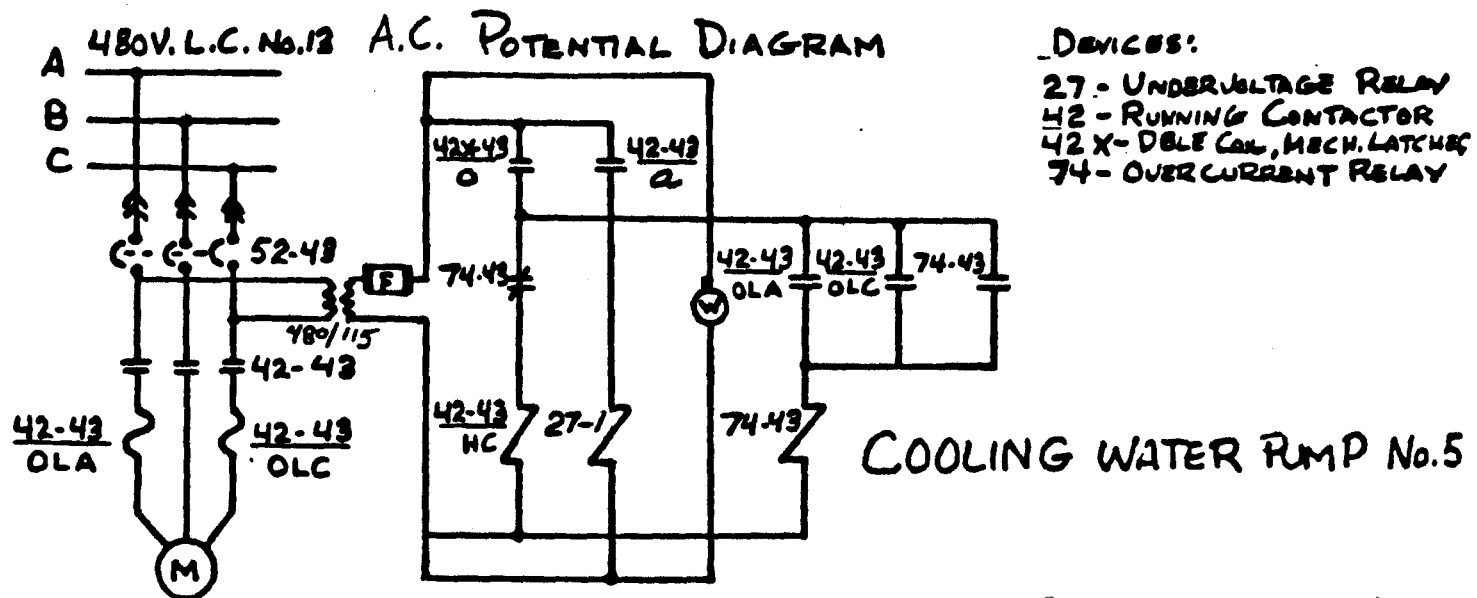 480V. L.C. No.12
A.C. POTENTIAL DIAGRAM
A
B
C
DEVICES:
27 - UNDERVOLTAGE RELAY
42 - RUNNING CONTACTOR
42 X - DBLE COIL, MECH. LATCHES
74 - OVERCURRENT RELAY
42X-43
O
42-43
a
52-43
F
480/115
74-43
W
42-43
OLA
42-43
OLC
74-43
42-43
42-43
OLA
42-43
OLC
42-43
HC
27-1
74-43
M
COOLING WATER PUMP No.5